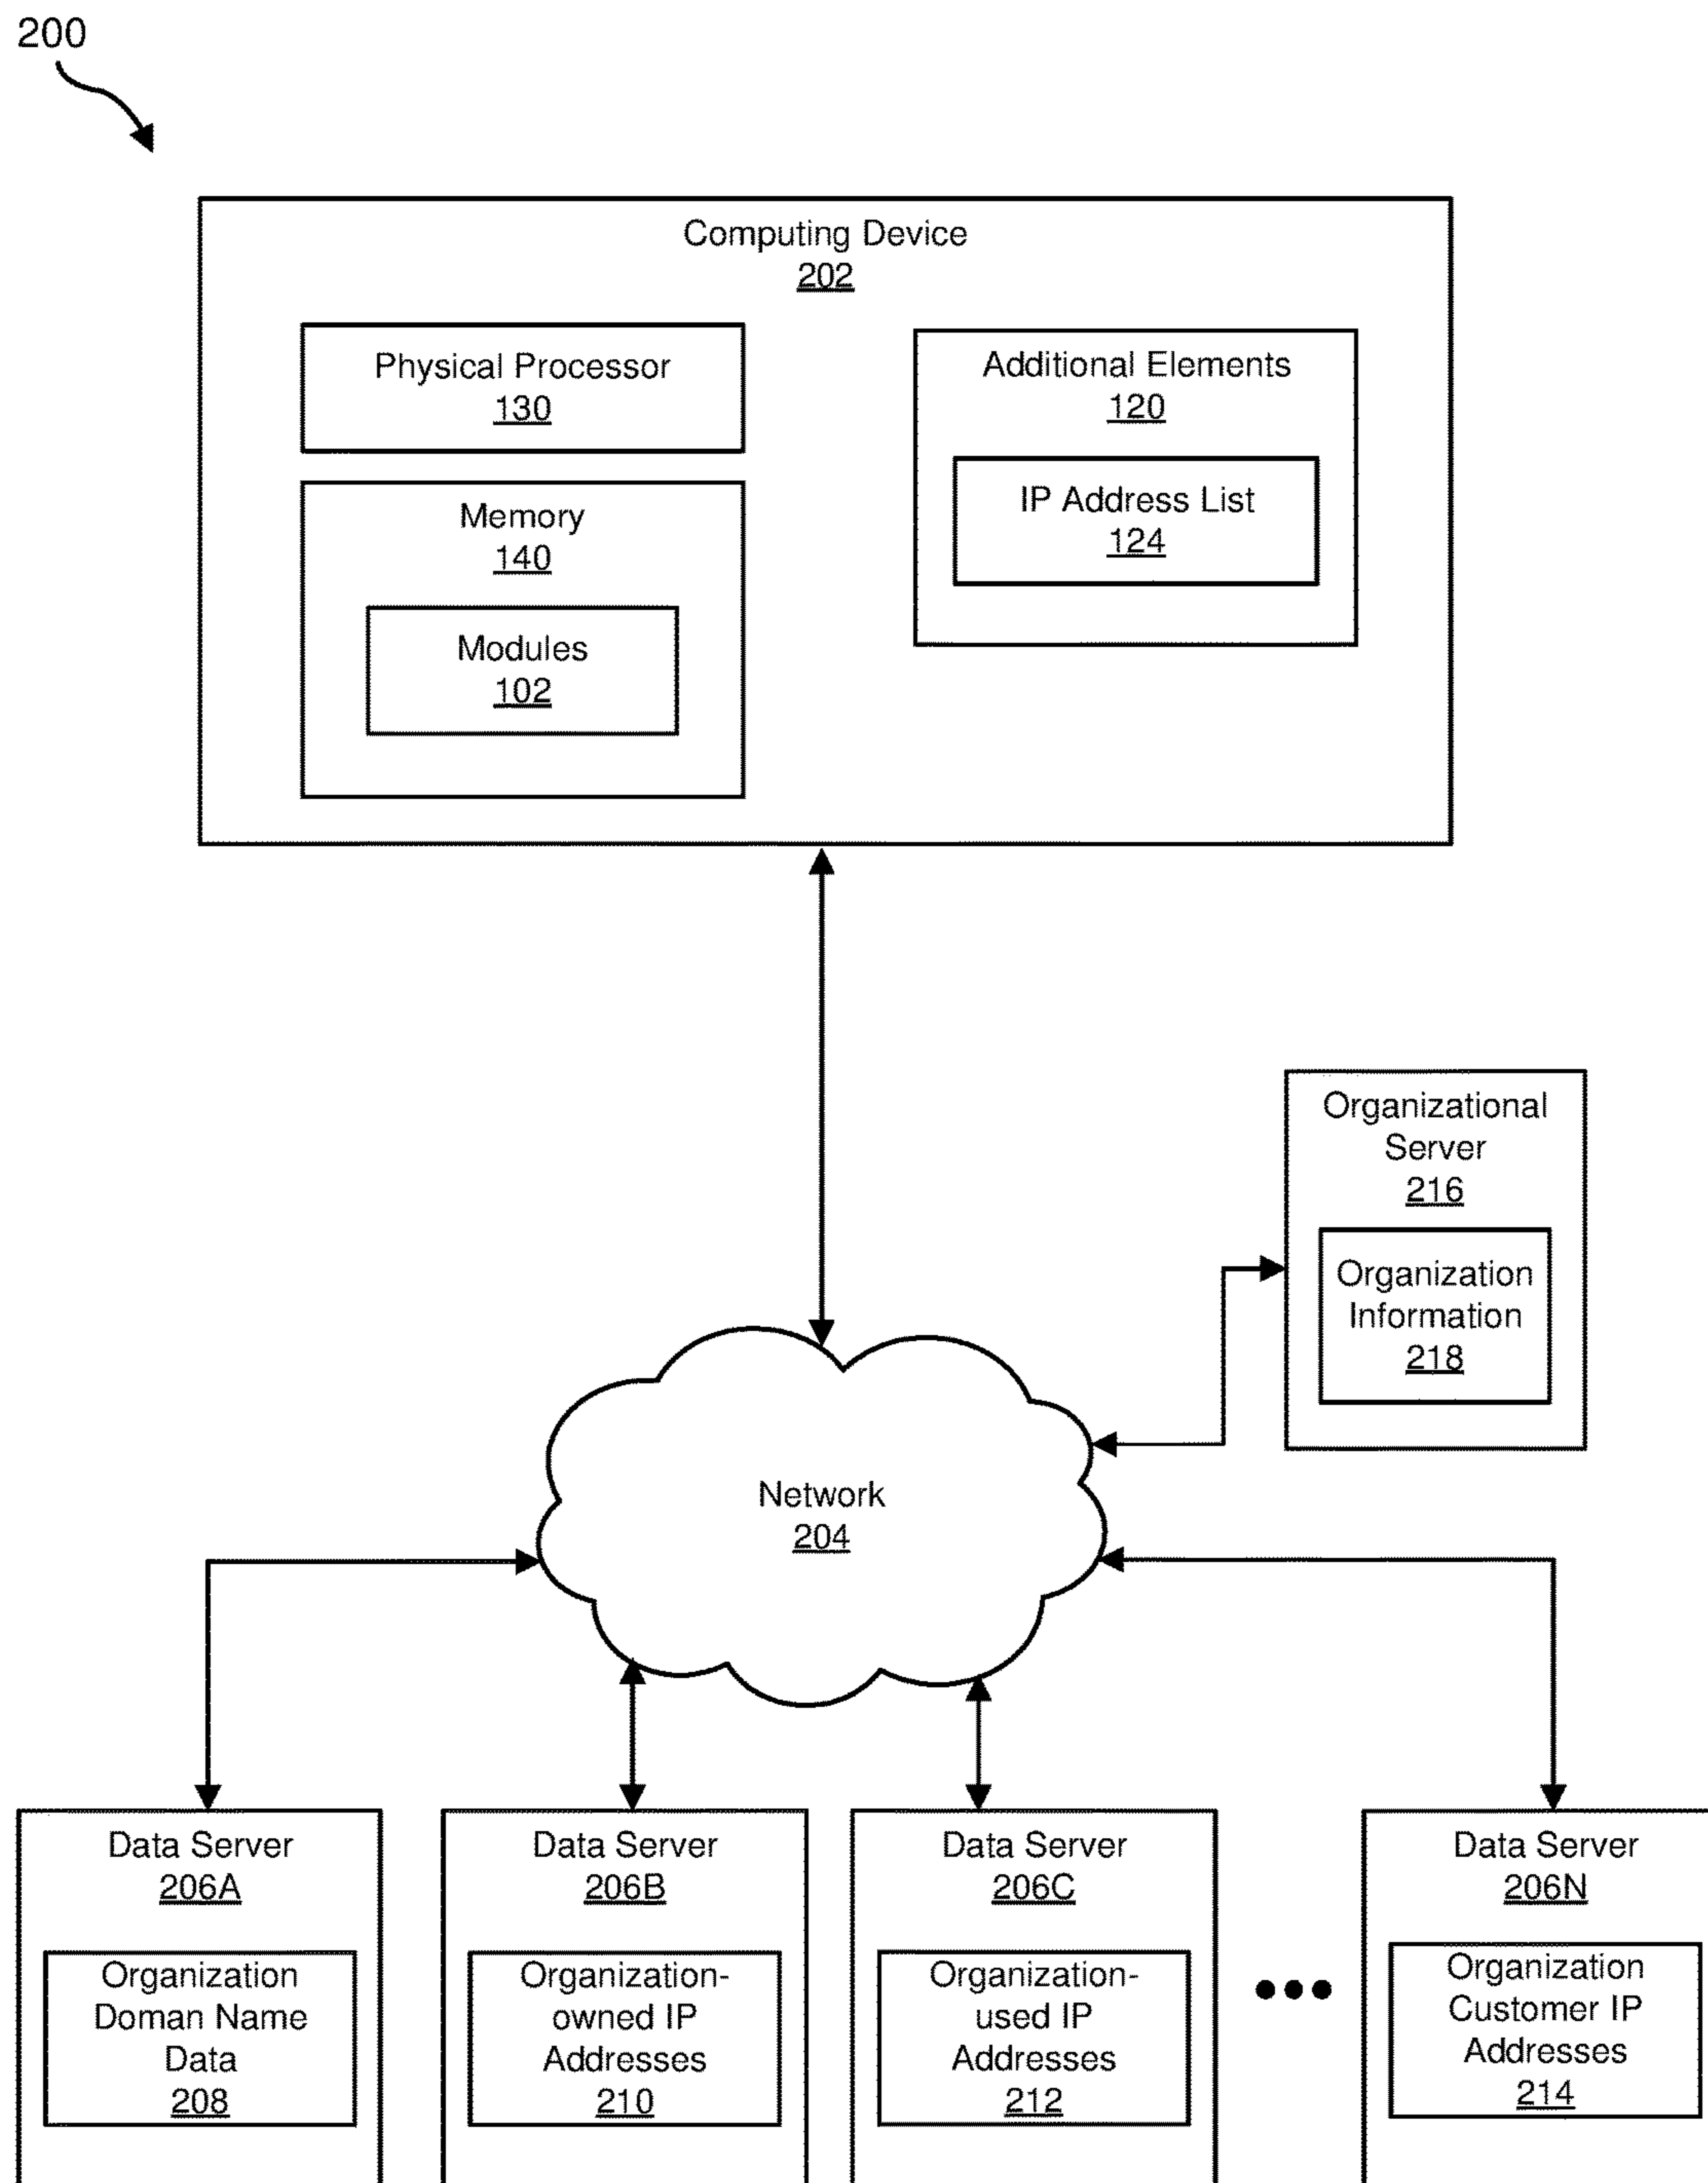 200
Computing Device
202
Physical Processor
130
Memory
140
Modules
102
Additional Elements
120
IP Address List
124
Organizational
Server
216
Organization
Information
218
Network
204
Data Server
206A
Organization
Doman Name
Data
208
Data Server
206B
Organization-
owned IP
Addresses
210
Data Server
206C
Organization-
used IP
Addresses
212
Data Server
206N
Organization
Customer IP
Addresses
214